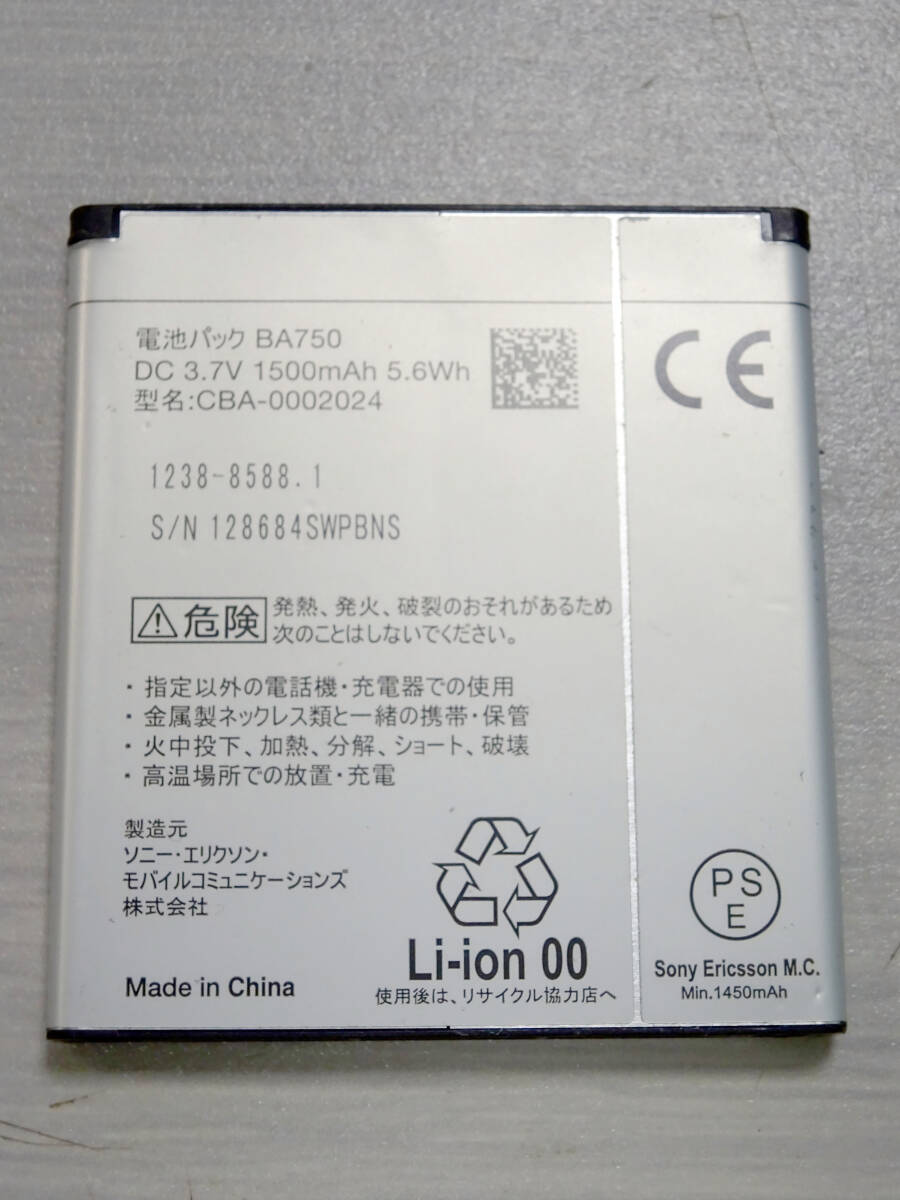 電池パック BA750
DC 3.7V 1500mAh 5.6Wh
型名:CBA-0002024
CE
1238-8588.1
S/N 128684SWPBNS
危険
発熱、発火、破裂のおそれがあるため
次のことはしないでください。
・指定以外の電話機・充電器での使用
・金属製ネックレス類と一緒の携帯・保管
・火中投下、加熱、分解、ショート、破壊
・高温場所での放置・充電
製造元
ソニー・エリクソン・
モバイルコミュニケーションズ
株式会社
Made in China
Li-ion 00
使用後は、リサイクル協力店へ
PS
E
Sony Ericsson M.C.
Min.1450mAh